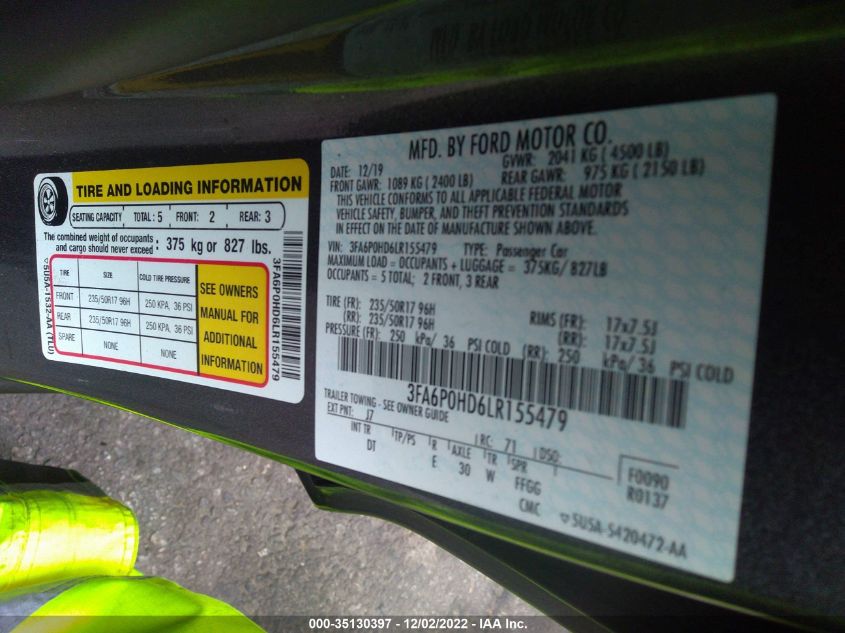 TIRE AND LOADING INFORMATION
SEATING CAPACITY TOTAL: 5 FRONT: 2 REAR: 3
The combined weight of occupants and cargo should never exceed: 375 kg or 827 lbs.
TIRE SIZE COLD TIRE PRESSURE
FRONT 235/50R17 96H 250 KPA, 36 PSI
REAR 235/50R17 96H 250 KPA, 36 PSI
SPARE NONE NONE
SEE OWNERS
MANUAL FOR
ADDITIONAL
INFORMATION
5U5A-1532-AA (TLU)
3FA6P0HD6LR155479
MFD. BY FORD MOTOR CO.
12/19 GVWR: 2041 KG ( 4500 LB)
FRONT GAWR: 1089 KG ( 2400 LB) REAR GAWR: 975 KG ( 2150 LB)
THIS VEHICLE CONFORMS TO ALL APPLICABLE FEDERAL MOTOR
VEHICLE SAFETY, BUMPER, AND THEFT PREVENTION STANDARDS
IN EFFECT ON THE DATE OF MANUFACTURE SHOWN ABOVE.
VIN: 3FA6P0HD6LR155479 TYPE: Passenger Car
MAXIMUM LOAD = OCCUPANTS + LUGGAGE = 375KG/ 827LB
OCCUPANTS = 5 TOTAL; 2 FRONT, 3 REAR
TIRE (FR): 235/50R17 96H RIMS (FR): 17x7.5J
(RR): 235/50R17 96H (RR): 17x7.5J
PRESSURE (FR): 250 kPa/ 36 PSI COLD (RR): 250 kPa/ 36 PSI COLD
3FA6P0HD6LR155479
TRAILER TOWING - SEE OWNER GUIDE
EXT PNT: J7 RC: 71 DSO:
INT TR TP/PS R AXLE TR SPR F0090
DT E 30 W FFGG R0137
CMC
5U5A-5420472-AA
000-35130397 - 12/02/2022 - IAA Inc.